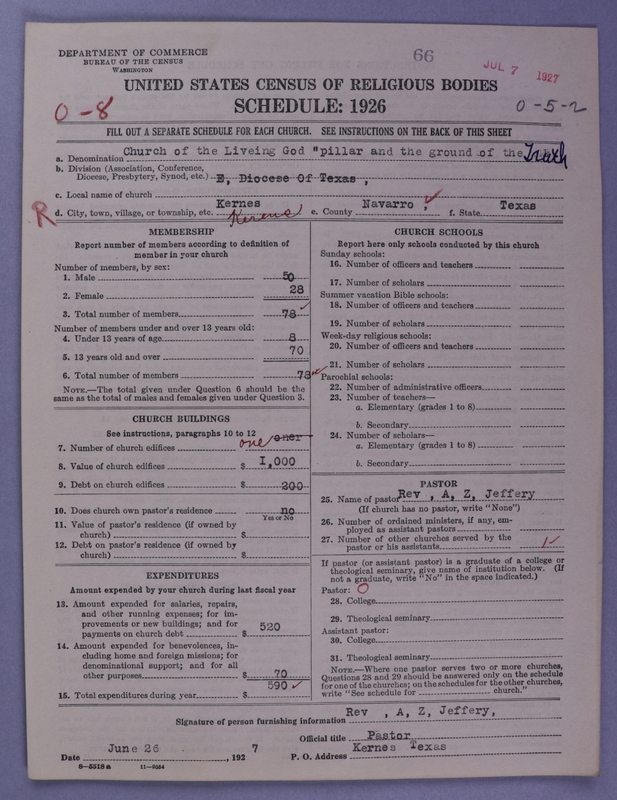 DEPARTMENT OF COMMERCE
BUREAU OF THE CENSUS
WASHINGTON
66
JUL 7 1927
UNITED STATES CENSUS OF RELIGIOUS BODIES
SCHEDULE: 1926
0-8
0-5-2
FILL OUT A SEPARATE SCHEDULE FOR EACH CHURCH. SEE INSTRUCTIONS ON THE BACK OF THIS SHEET
a. Denomination Church of the Liveing God "pillar and the ground of the Truth
b. Division (Association, Conference,
Diocese, Presbytery, Synod, etc.) E, Diocese Of Texas ,
c. Local name of church
R
d. City, town, village, or township, etc. Kernes Kerens e. County Navarro , f. State Texas
MEMBERSHIP
Report number of members according to definition of
member in your church
Number of members, by sex:
1. Male 50
2. Female 28
3. Total number of members 78
Number of members under and over 13 years old:
4. Under 13 years of age 8
5. 13 years old and over 70
6. Total number of members 78
NOTE.—The total given under Question 6 should be
same as the total of males and females given under Question 3.
CHURCH BUILDINGS
See instructions, paragraphs 10 to 12
7. Number of church edifices one oner
8. Value of church edifices $ I,000
9. Debt on church edifices $ 200
10. Does church own pastor's residence no
Yes or No
11. Value of pastor's residence (if owned by
church) $
12. Debt on pastor's residence (if owned by
church) $
EXPENDITURES
Amount expended by your church during last fiscal year
13. Amount expended for salaries, repairs,
and other running expenses; for im-
provements or new buildings; and for
payments on church debt $ 520
14. Amount expended for benevolences, in-
cluding home and foreign missions; for
denominational support; and for all
other purposes $ 70
15. Total expenditures during year $ 590
CHURCH SCHOOLS
Report here only schools conducted by this church
Sunday schools:
16. Number of officers and teachers
17. Number of scholars
Summer vacation Bible schools:
18. Number of officers and teachers
19. Number of scholars
Week-day religious schools:
20. Number of officers and teachers
21. Number of scholars
Parochial schools:
22. Number of administrative officers
23. Number of teachers—
a. Elementary (grades 1 to 8)
b. Secondary
24. Number of scholars—
a. Elementary (grades 1 to 8)
b. Secondary
PASTOR
25. Name of pastor Rev , A, Z, Jeffery
(If church has no pastor, write "None")
26. Number of ordained ministers, if any, em-
ployed as assistant pastors
27. Number of other churches served by the
pastor or his assistants
If pastor (or assistant pastor) is a graduate of a college or
theological seminary, give name of institution below. (If
not a graduate, write "No" in the space indicated.)
Pastor: O
28. College
29. Theological seminary
Assistant pastor:
30. College
31. Theological seminary
NOTE.—Where one pastor serves two or more churches,
Questions 28 and 29 should be answered only on the schedule
for one of the churches; on the schedules for the other churches,
write "See schedule for church."
Signature of person furnishing information Rev , A, Z, Jeffery,
Official title Pastor
Date June 26 , 192 7 P. O. Address Kernes Texas
8—5518a 11—9034